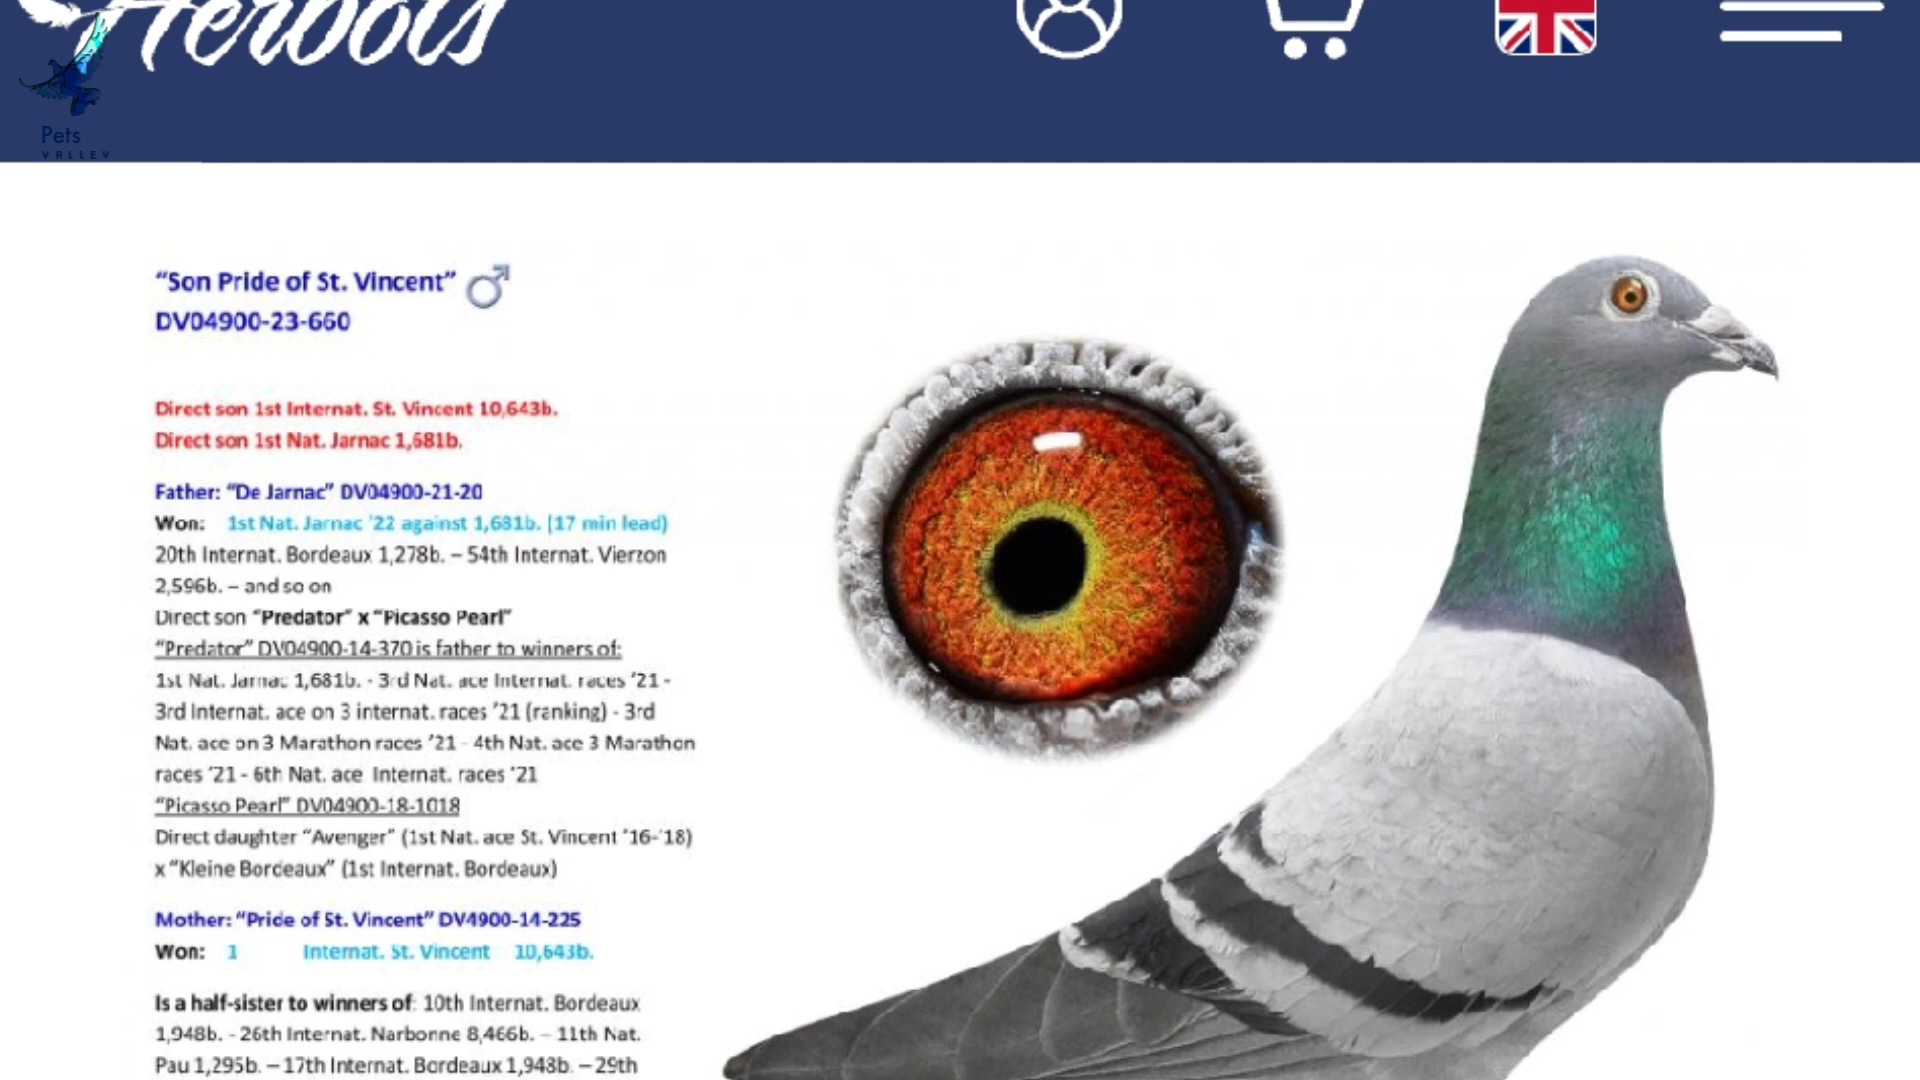 Herbots
Pets
VALLEY
“Son Pride of St. Vincent”
DV04900-23-660
Direct son 1st Internat. St. Vincent 10,643b.
Direct son 1st Nat. Jarnac 1,681b.
Father: “De Jarnac” DV04900-21-20
Won: 1st Nat. Jarnac ’22 against 1,681b. (17 min lead)
20th Internat. Bordeaux 1,278b. – 54th Internat. Vierzon
2,596b. – and so on
Direct son “Predator” x “Picasso Pearl”
“Predator” DV04900-14-370 is father to winners of:
1st Nat. Jarnac 1,681b. - 3rd Nat. ace Internat. races ’21 -
3rd Internat. ace on 3 internat. races ’21 (ranking) - 3rd
Nat. ace on 3 Marathon races ’21 - 4th Nat. ace 3 Marathon
races ’21 - 6th Nat. ace Internat. races ’21
“Picasso Pearl” DV04900-18-1018
Direct daughter “Avenger” (1st Nat. ace St. Vincent ’16-’18)
x “Kleine Bordeaux” (1st Internat. Bordeaux)
Mother: “Pride of St. Vincent” DV4900-14-225
Won: 1 Internat. St. Vincent 10,643b.
Is a half-sister to winners of: 10th Internat. Bordeaux
1,948b. - 26th Internat. Narbonne 8,466b. – 11th Nat.
Pau 1,295b. – 17th Internat. Bordeaux 1,948b. – 29th